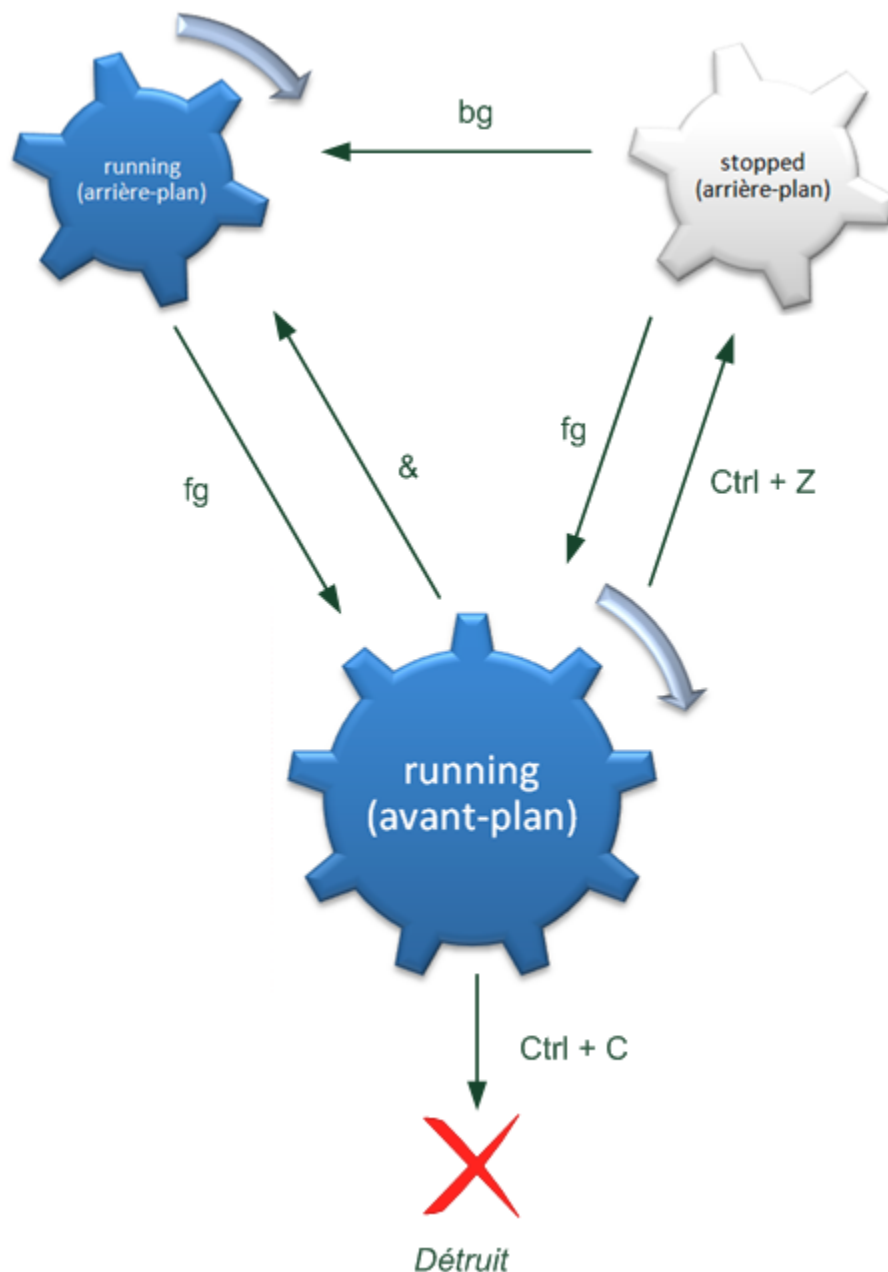 bg
running
(arrière-plan)
stopped
(arrière-plan)
fg
&
fg
Ctrl + Z
running
(avant-plan)
Ctrl + C
Détruit